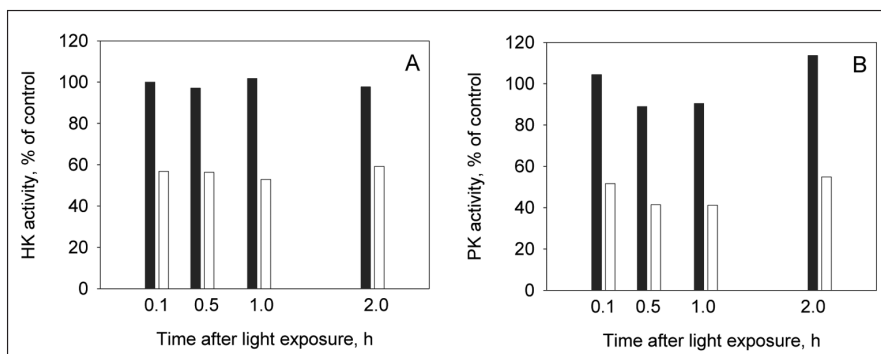 120
100
80
60
40
20
0
HK activity, % of control
A
0.1 0.5 1.0 2.0
Time after light exposure, h
120
100
80
60
40
20
0
PK activity, % of control
B
0.1 0.5 1.0 2.0
Time after light exposure, h